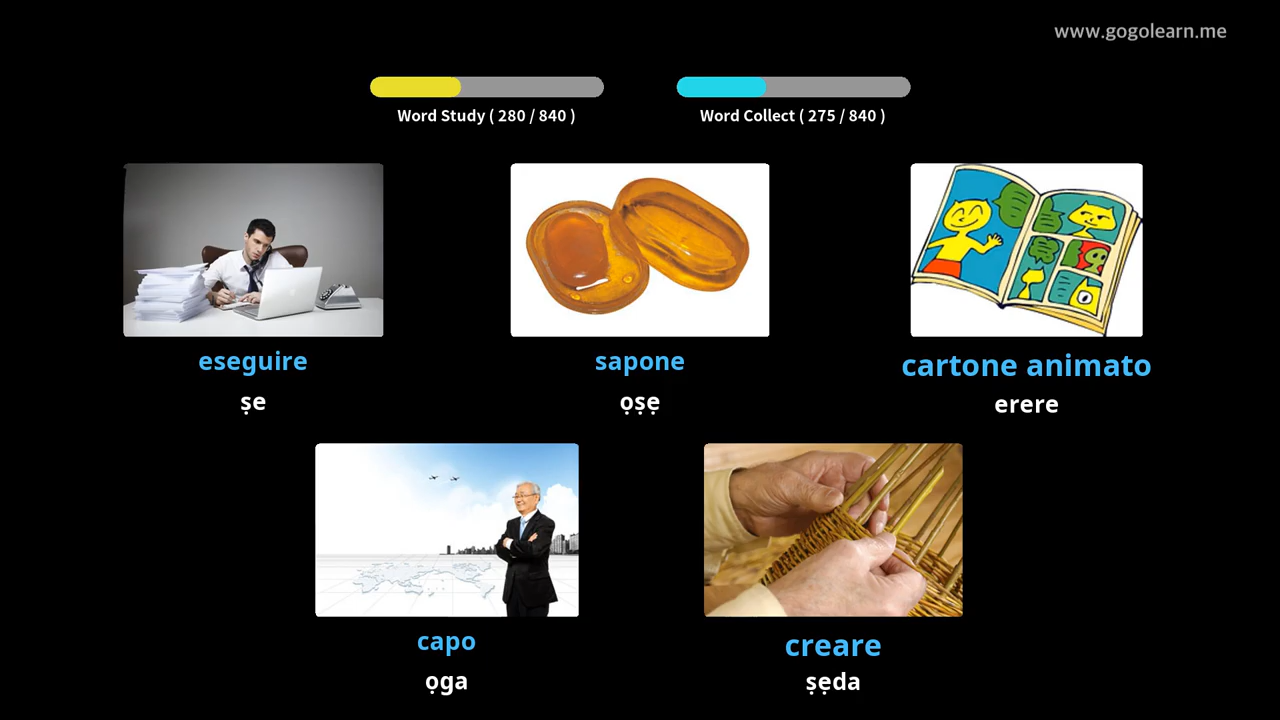 www.gogolearn.me
Word Study ( 280 / 840 )
Word Collect ( 275 / 840 )
eseguire
ṣe
sapone
ọṣẹ
cartone animato
erere
capo
ọga
creare
ṣẹda